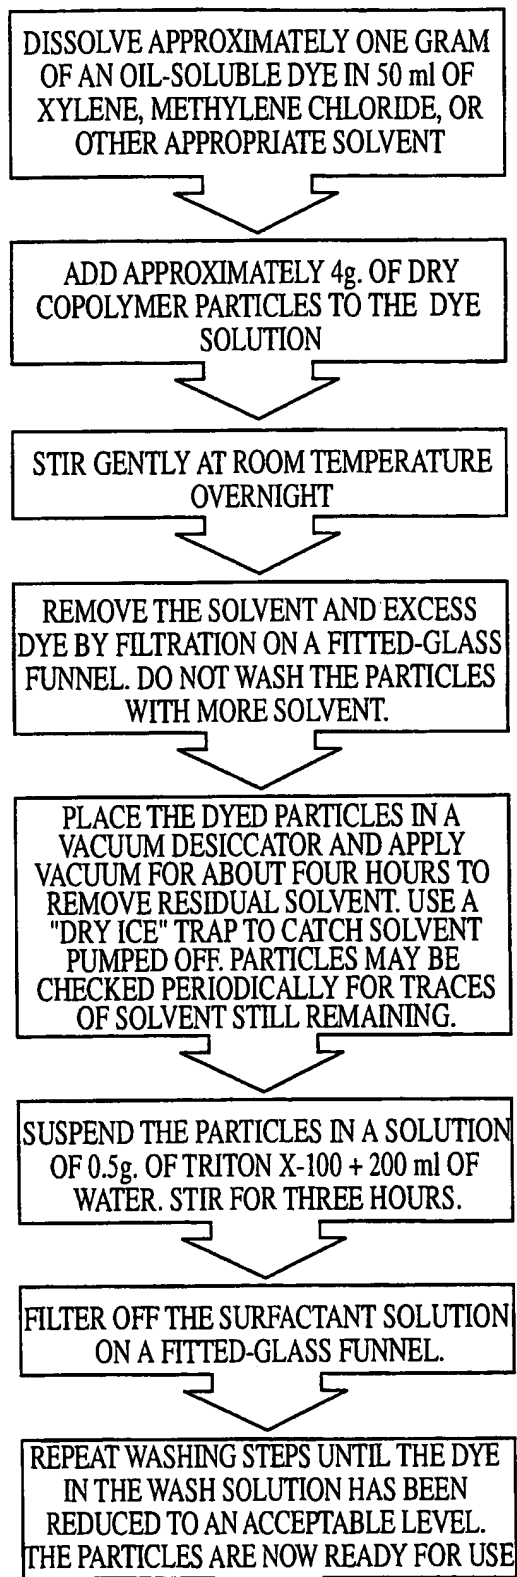 DISSOLVE APPROXIMATELY ONE GRAM
OF AN OIL-SOLUBLE DYE IN 50 ml OF
XYLENE, METHYLENE CHLORIDE, OR
OTHER APPROPRIATE SOLVENT
ADD APPROXIMATELY 4g. OF DRY
COPOLYMER PARTICLES TO THE DYE
SOLUTION
STIR GENTLY AT ROOM TEMPERATURE
OVERNIGHT
REMOVE THE SOLVENT AND EXCESS
DYE BY FILTRATION ON A FITTED-GLASS
FUNNEL. DO NOT WASH THE PARTICLES
WITH MORE SOLVENT.
PLACE THE DYED PARTICLES IN A
VACUUM DESICCATOR AND APPLY
VACUUM FOR ABOUT FOUR HOURS TO
REMOVE RESIDUAL SOLVENT. USE A
"DRY ICE" TRAP TO CATCH SOLVENT
PUMPED OFF. PARTICLES MAY BE
CHECKED PERIODICALLY FOR TRACES
OF SOLVENT STILL REMAINING.
SUSPEND THE PARTICLES IN A SOLUTION
OF 0.5g. OF TRITON X-100 + 200 ml OF
WATER. STIR FOR THREE HOURS.
FILTER OFF THE SURFACTANT SOLUTION
ON A FITTED-GLASS FUNNEL.
REPEAT WASHING STEPS UNTIL THE DYE
IN THE WASH SOLUTION HAS BEEN
REDUCED TO AN ACCEPTABLE LEVEL.
THE PARTICLES ARE NOW READY FOR USE